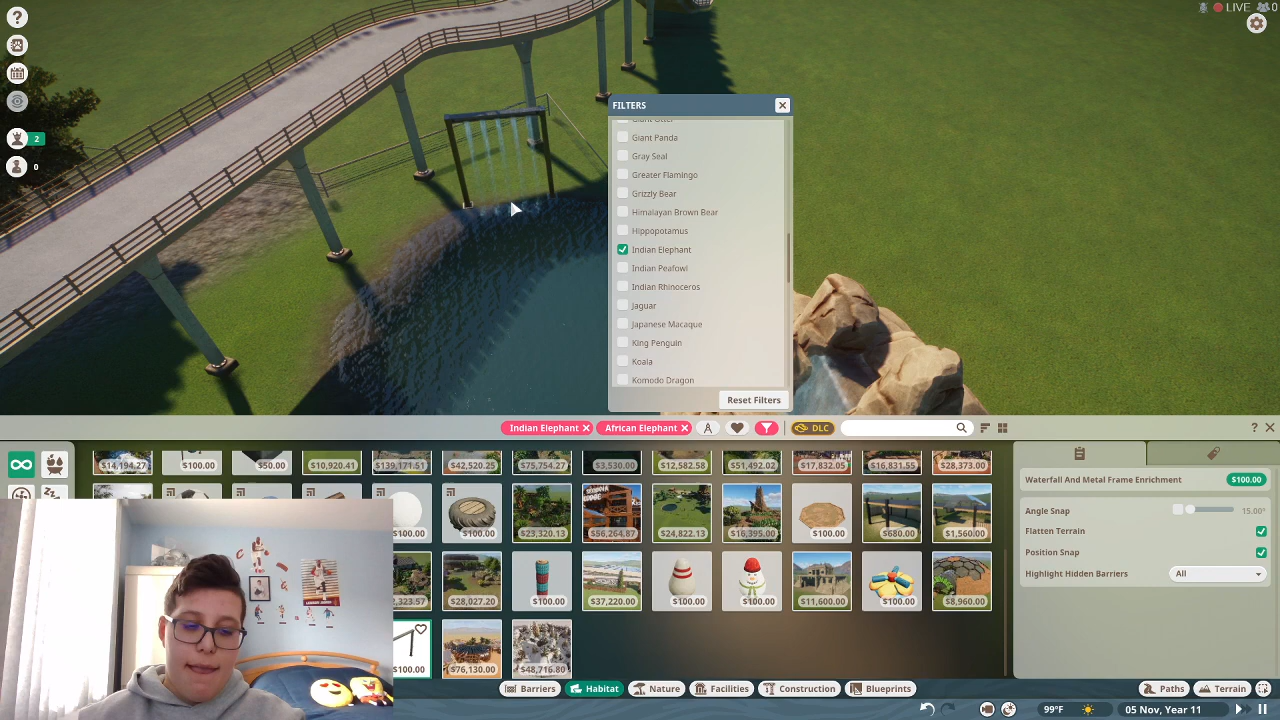 LIVE 0
2
0
FILTERS
Giant Otter
Giant Panda
Gray Seal
Greater Flamingo
Grizzly Bear
Himalayan Brown Bear
Hippopotamus
Indian Elephant
Indian Peafowl
Indian Rhinoceros
Jaguar
Japanese Macaque
King Penguin
Koala
Komodo Dragon
Reset Filters
Indian Elephant African Elephant DLC
$14,194.27 $100.00 $50.00 $10,920.41 $139,171.51 $42,520.25 $75,754.27 $3,530.00 $12,582.58 $51,492.02 $17,832.05 $16,831.55 $28,373.00
$100.00 $100.00 $23,320.13 $56,264.87 $24,822.13 $16,395.00 $100.00 $680.00 $1,560.00
$28,027.20 $100.00 $37,220.00 $100.00 $100.00 $11,600.00 $100.00 $8,960.00
$100.00 $76,130.00 $48,716.80
Waterfall And Metal Frame Enrichment $100.00
Angle Snap 15.00°
Flatten Terrain
Position Snap
Highlight Hidden Barriers All
Barriers Habitat Nature Facilities Construction Blueprints Paths Terrain
99°F 05 Nov, Year 11